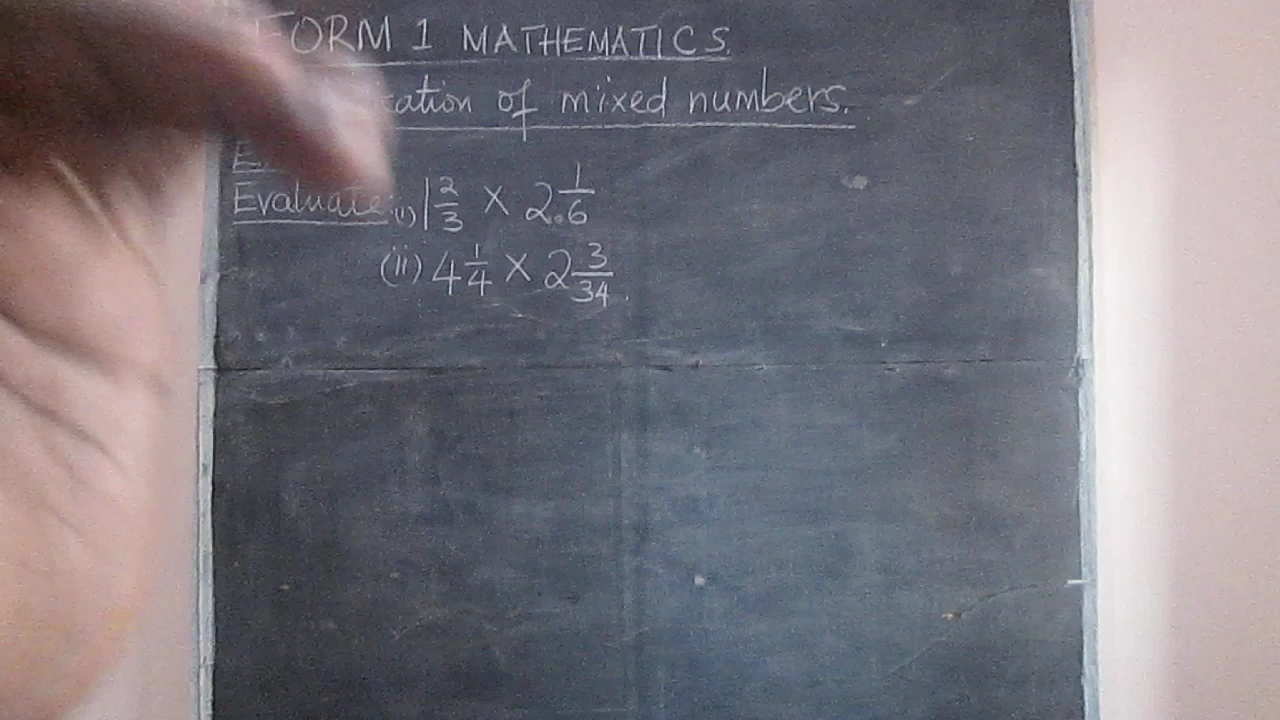 FORM 1 MATHEMATICS.
of mixed numbers.
Evaluate (i) 1 2/3 × 2 1/6
(ii) 4 1/4 × 2 3/34.